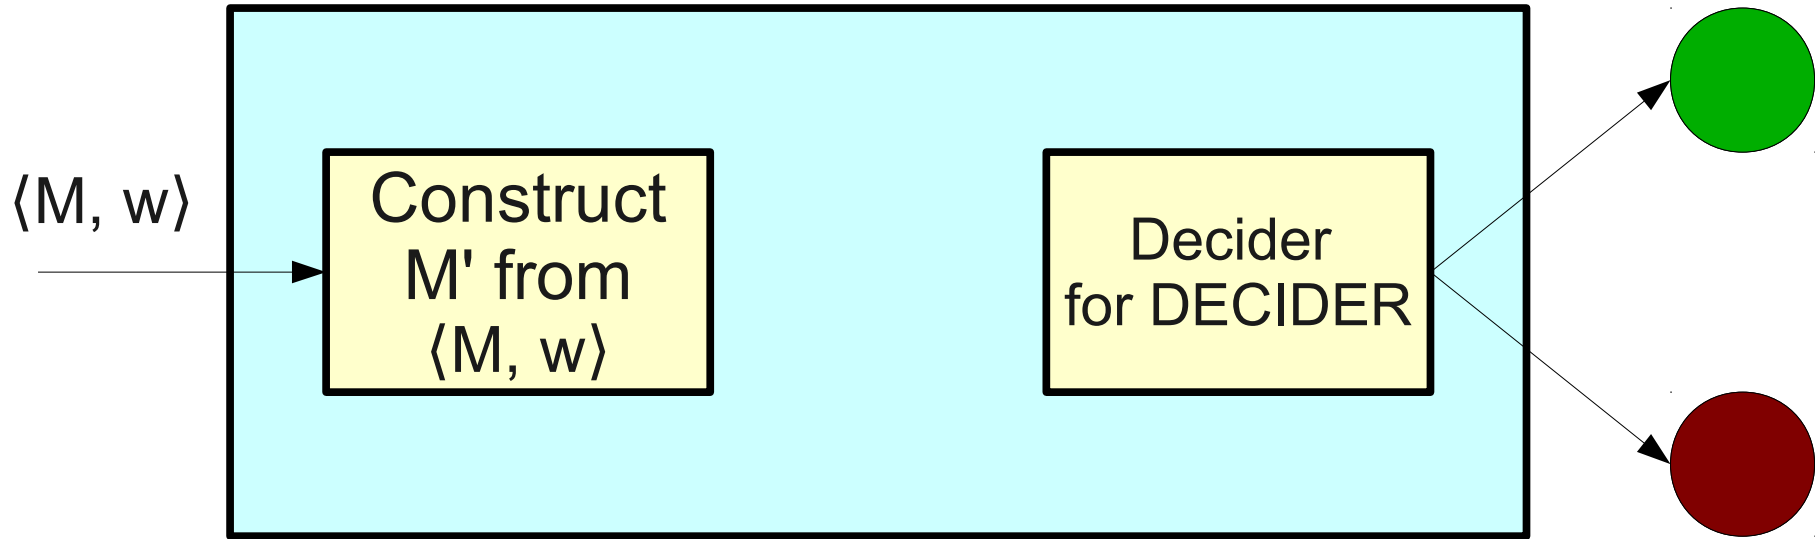 ⟨M, w⟩
Construct
M' from
⟨M, w⟩
Decider
for DECIDER